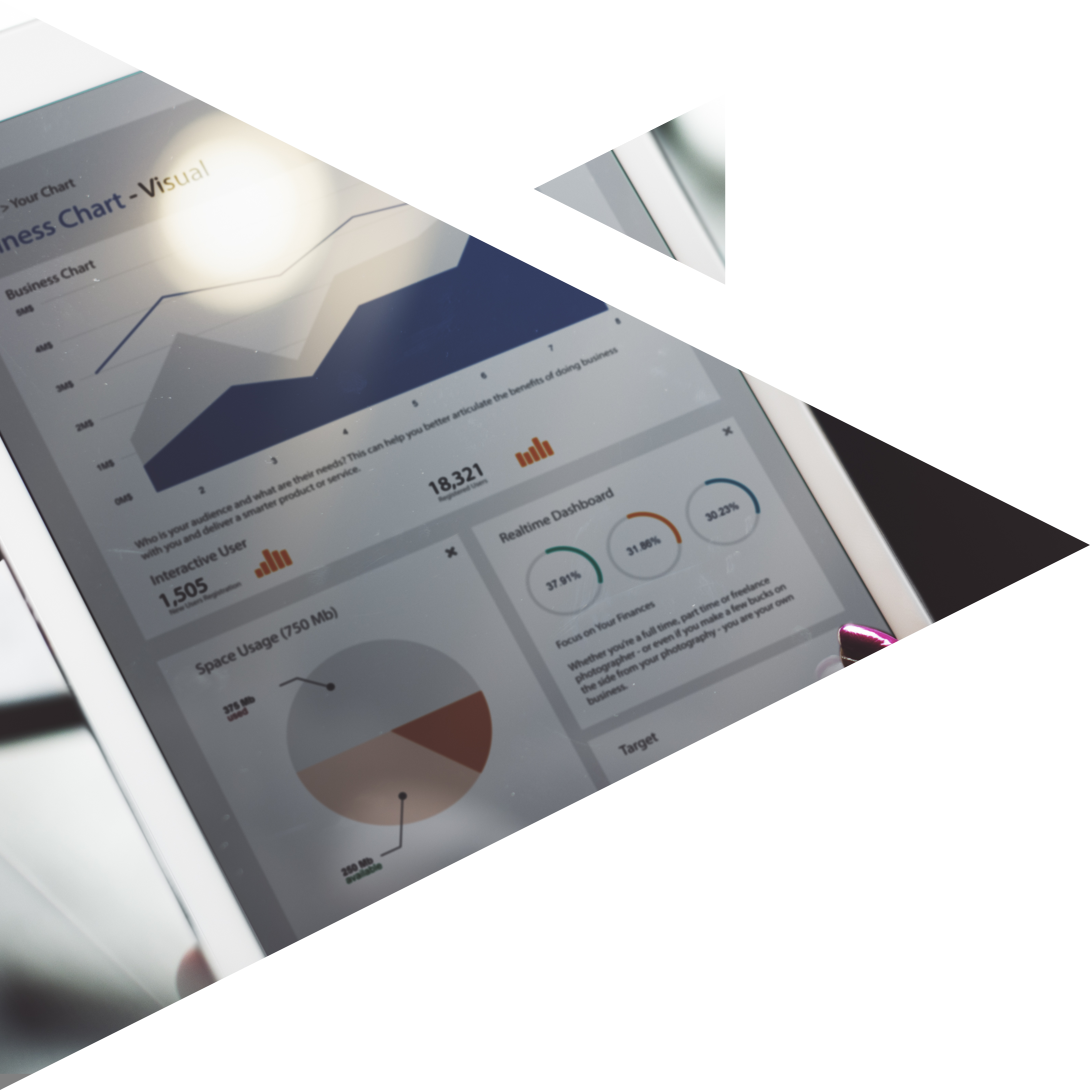 > Your Chart
ness Chart - Visual
Business Chart
5M$
4M$
3M$
2M$
1M$
0M$
2
3
4
5
6
7
8
Who is your audience and what are their needs? This can help you better articulate the benefits of doing business
with you and deliver a smarter product or service.
Interactive User
1,505
New Users Registration
18,321
Registered Users
Space Usage (750 Mb)
375 Mb
used
250 Mb
available
Realtime Dashboard
37.91%
31.86%
30.23%
Focus on Your Finances
Whether you're a full time, part time or freelance
photographer - or even if you make a few bucks on
the side from your photography - you are your own
business.
Target